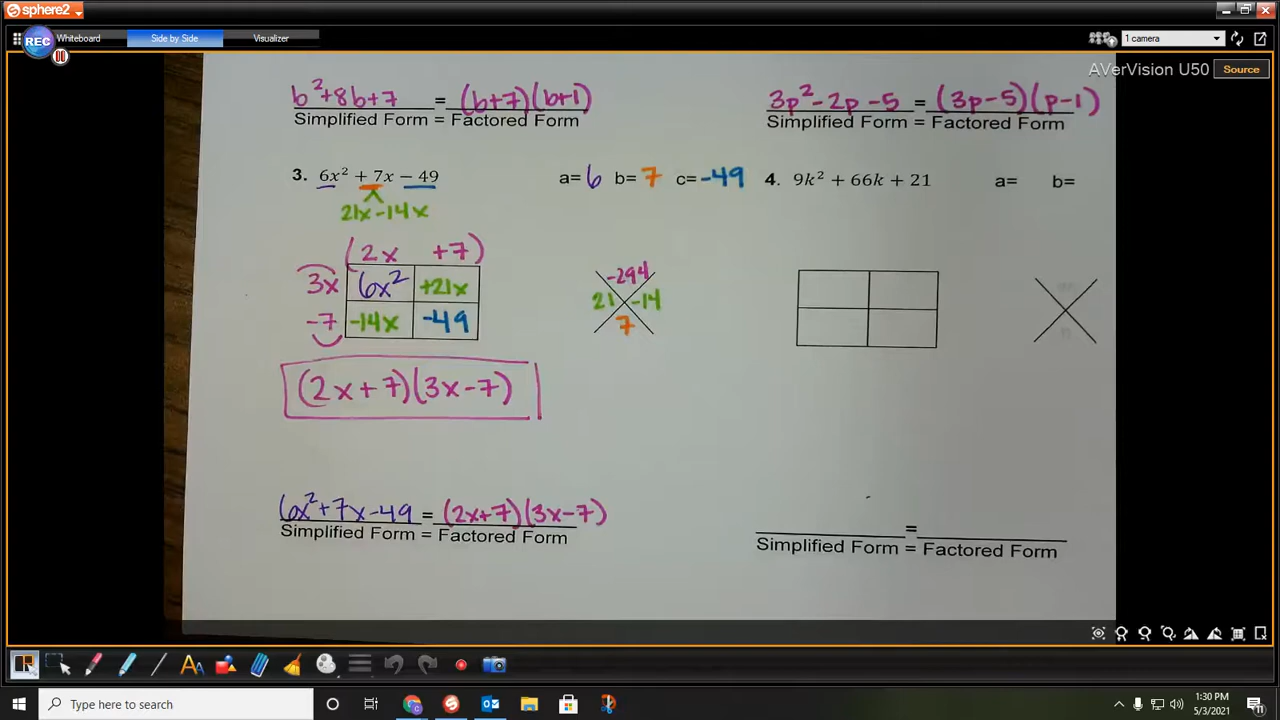 sphere2
REC Whiteboard Side by Side Visualizer 1 camera
AVerVision U50 Source
b²+8b+7 = (b+7)(b+1)
Simplified Form = Factored Form
3p²-2p-5 = (3p-5)(p-1)
Simplified Form = Factored Form
3. 6x² + 7x − 49 a= 6 b= 7 c= -49
21x-14x
(2x +7)
3x 6x² +21x
-7 -14x -49
-294
21 -14
7
(2x+7)(3x-7)
6x²+7x-49 = (2x+7)(3x-7)
Simplified Form = Factored Form
4. 9k² + 66k + 21 a= b=
=
Simplified Form = Factored Form
Type here to search
1:30 PM
5/3/2021
11